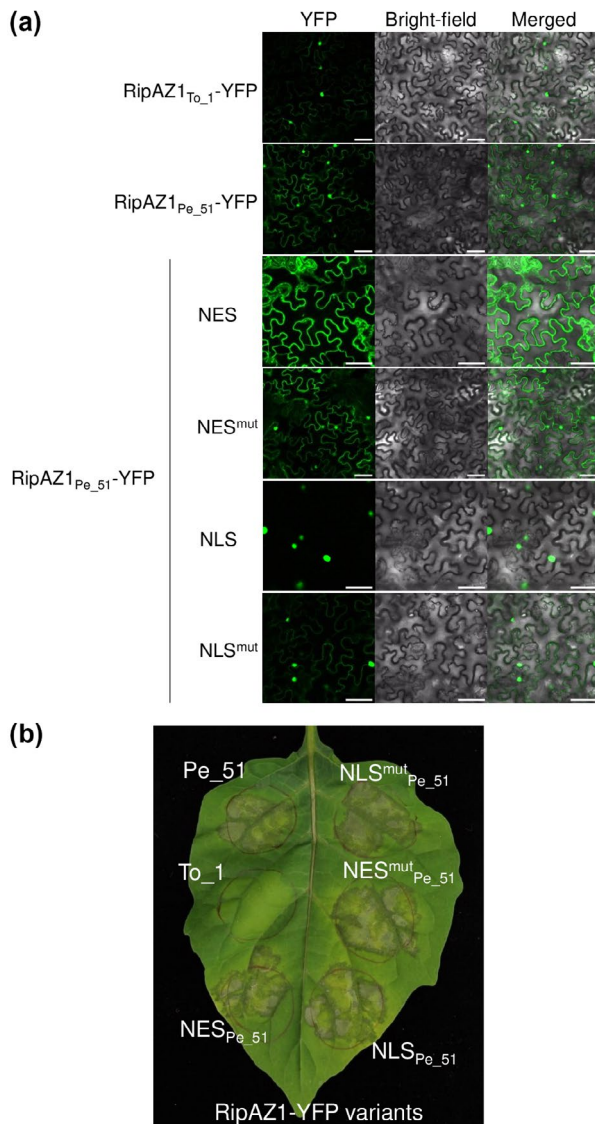 (a)
YFP Bright-field Merged
RipAZ1To_1-YFP
RipAZ1Pe_51-YFP
NES
NESmut
RipAZ1Pe_51-YFP
NLS
NLSmut
(b)
Pe_51 NLSmutPe_51
To_1 NESmutPe_51
NESPe_51 NLSPe_51
RipAZ1-YFP variants